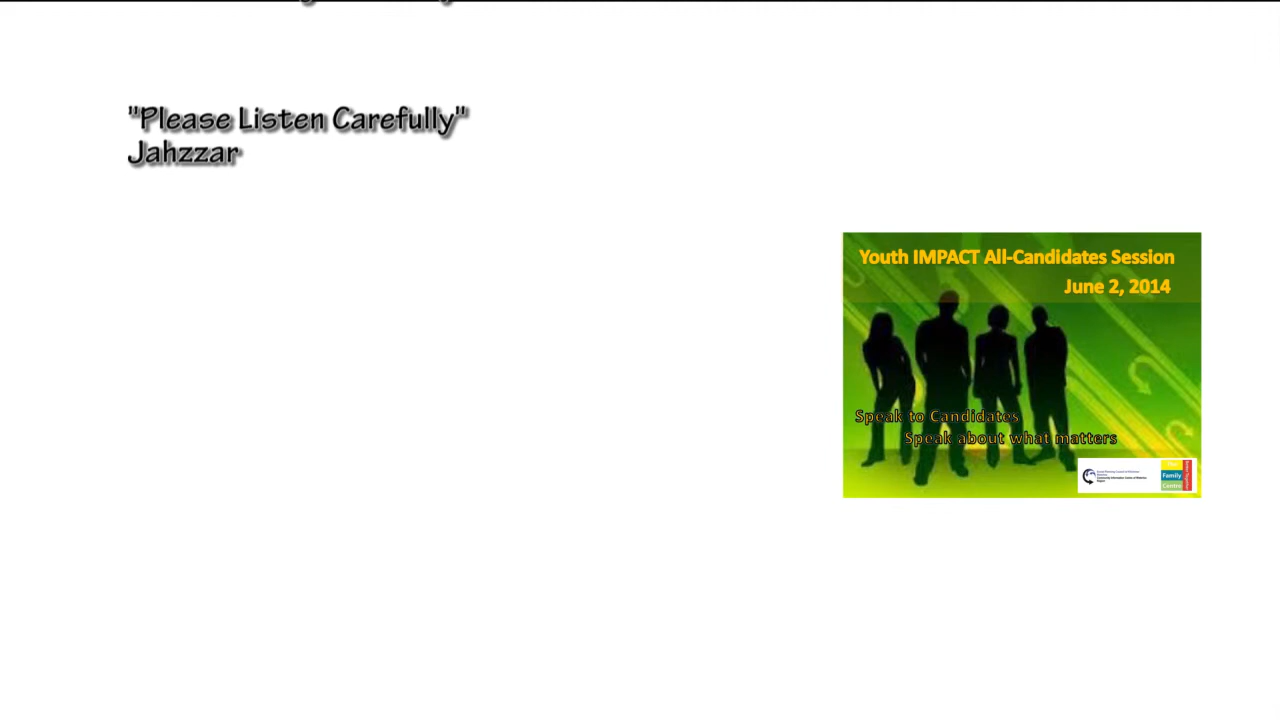 "Please Listen Carefully"
Jahzzar
Youth IMPACT All-Candidates Session
June 2, 2014
Speak to Candidates
Speak about what matters
Family
Centre